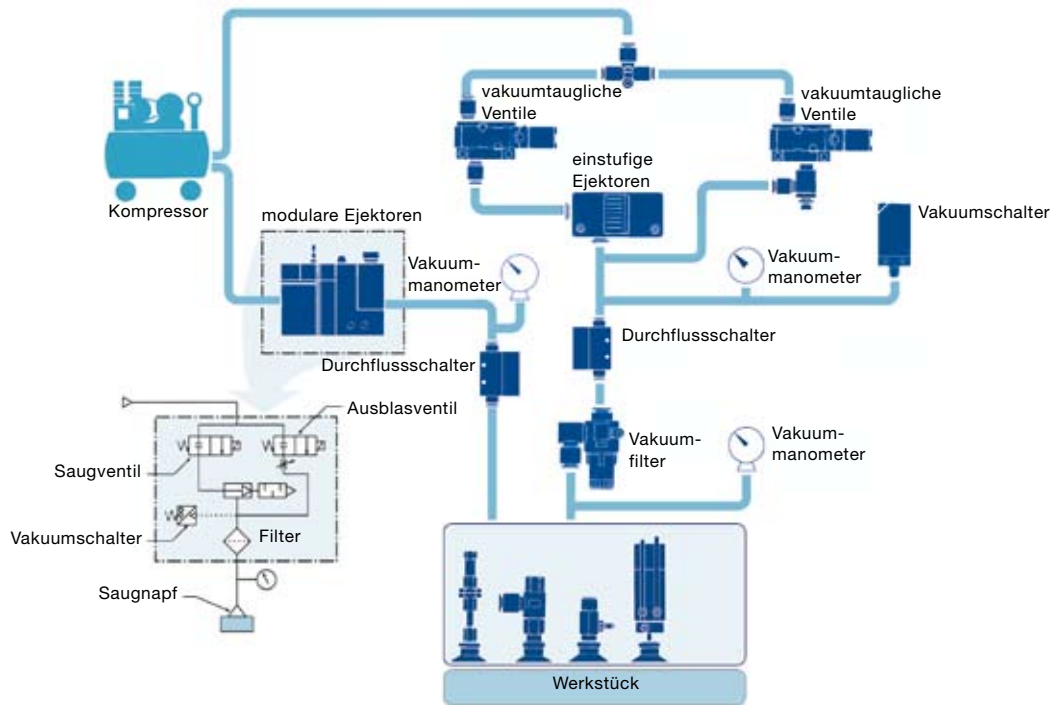 vakuumtaugliche
Ventile
vakuumtaugliche
Ventile
einstufige
Ejektoren
Kompressor
modulare Ejektoren
Vakuumschalter
Vakuum-
manometer
Vakuum-
manometer
Durchflussschalter
Durchflussschalter
Ausblasventil
Saugventil
Vakuum-
filter
Vakuum-
manometer
Vakuumschalter
Filter
Saugnapf
Werkstück